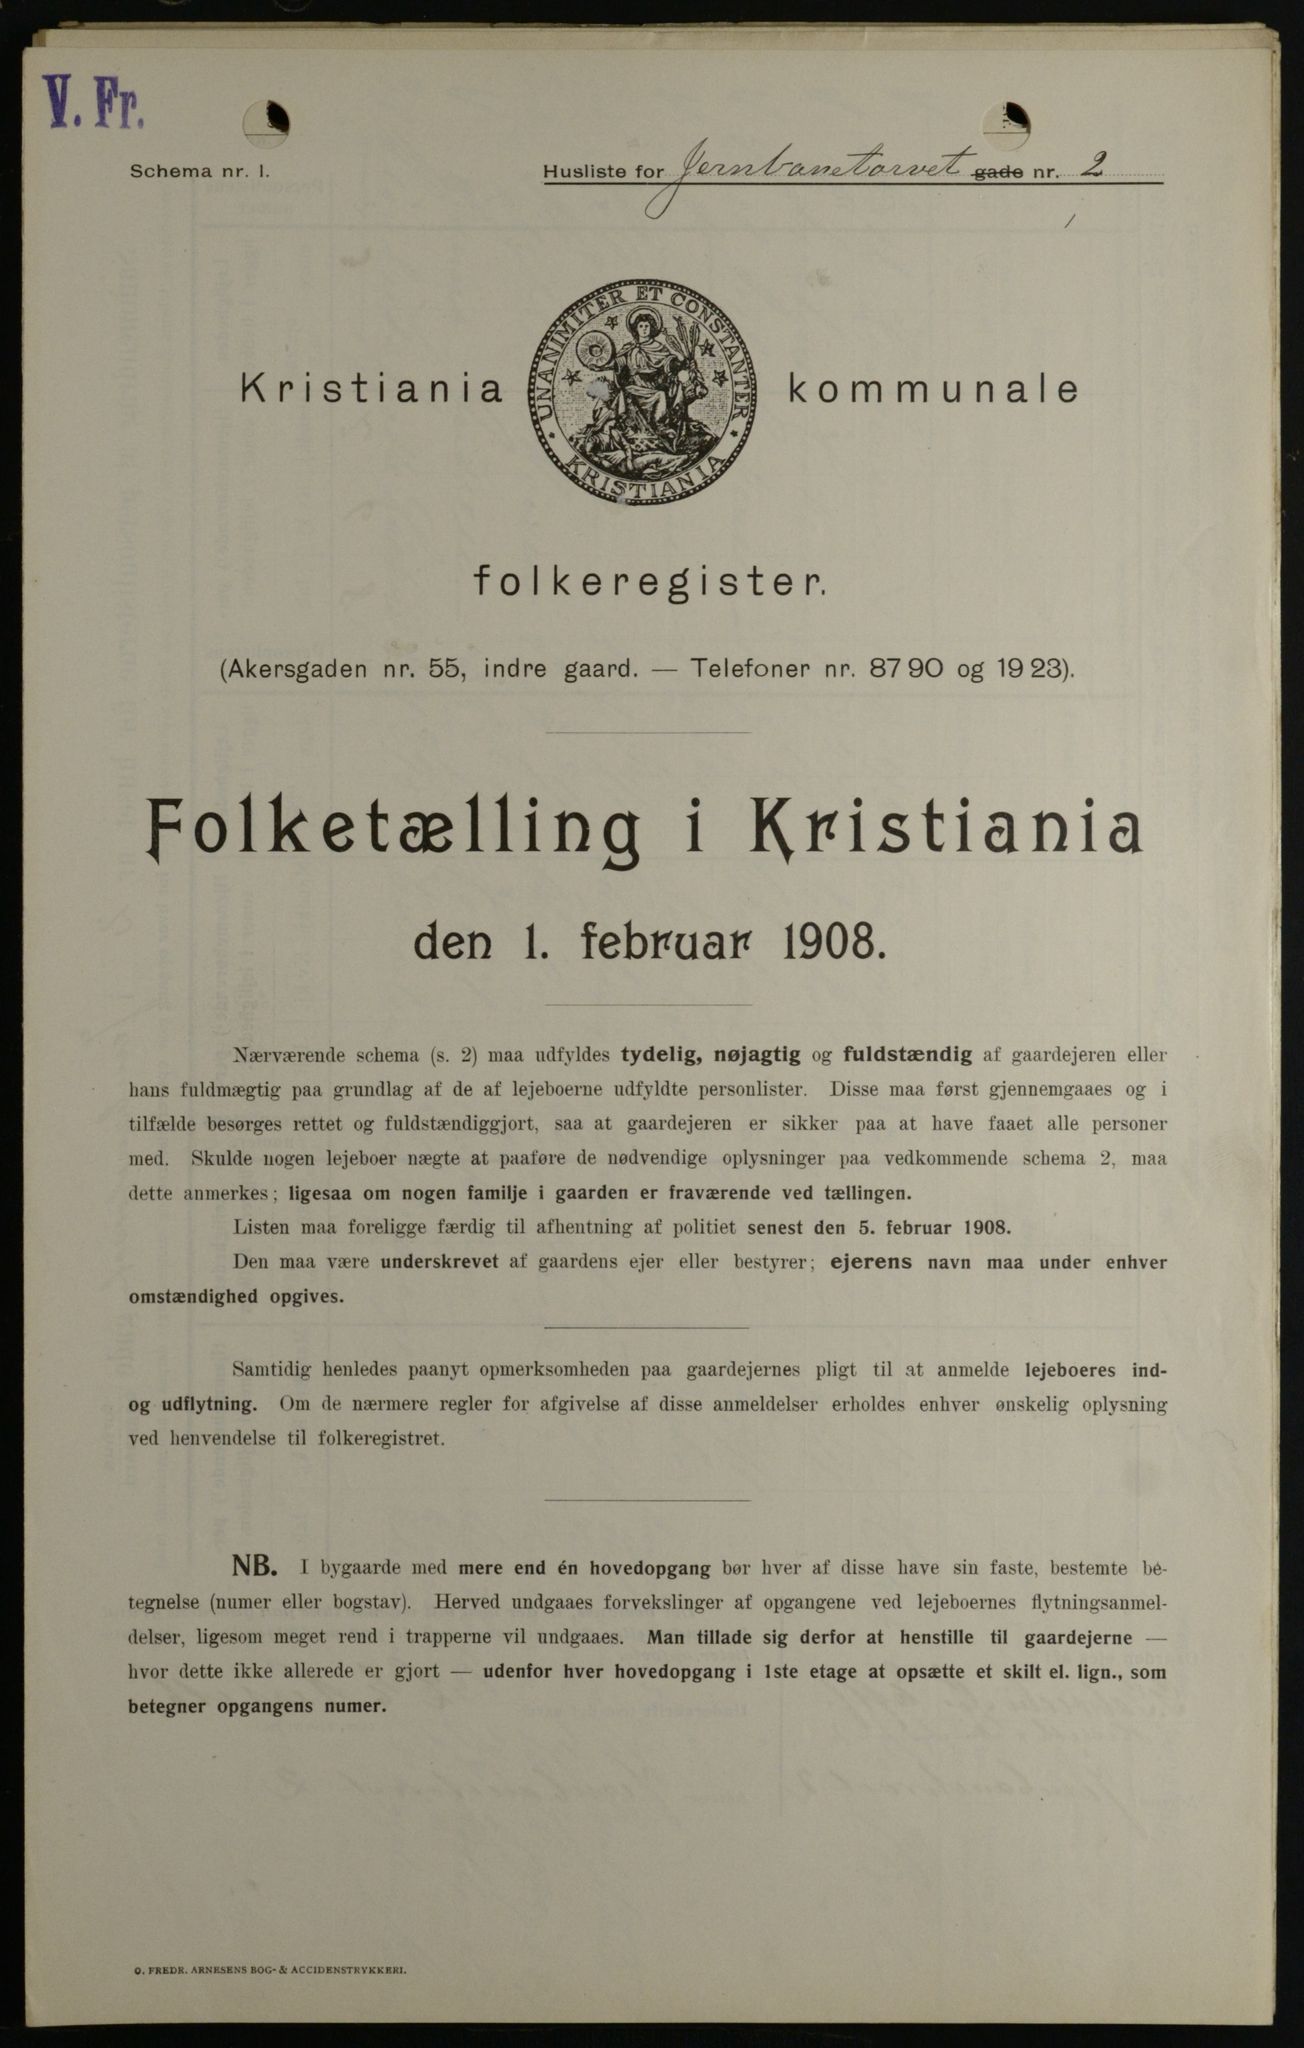 V. Fr.
Schema nr. 1.
Husliste for Jernbanetorvet gade nr. 2
UNANIMITER ET CONSTANTER
KRISTIANIA
Kristiania kommunale
folkeregister.
(Akersgaden nr. 55, indre gaard. — Telefoner nr. 8790 og 1923).
Folketælling i Kristiania
den 1. februar 1908.
Nærværende schema (s. 2) maa udfyldes tydelig, nøjagtig og fuldstændig af gaardejeren eller
hans fuldmægtig paa grundlag af de af lejeboerne udfyldte personlister. Disse maa først gjennemgaaes og i
tilfælde besørges rettet og fuldstændiggjort, saa at gaardejeren er sikker paa at have faaet alle personer
med. Skulde nogen lejeboer nægte at paaføre de nødvendige oplysninger paa vedkommende schema 2, maa
dette anmerkes; ligesaa om nogen familje i gaarden er fraværende ved tællingen.
Listen maa foreligge færdig til afhentning af politiet senest den 5. februar 1908.
Den maa være underskrevet af gaardens ejer eller bestyrer; ejerens navn maa under enhver
omstændighed opgives.
Samtidig henledes paanyt opmerksomheden paa gaardejernes pligt til at anmelde lejeboeres ind-
og udflytning. Om de nærmere regler for afgivelse af disse anmeldelser erholdes enhver ønskelig oplysning
ved henvendelse til folkeregistret.
NB. I bygaarde med mere end én hovedopgang bør hver af disse have sin faste, bestemte be-
tegnelse (numer eller bogstav). Herved undgaaes forvekslinger af opgangene ved lejeboernes flytningsanmel-
delser, ligesom meget rend i trapperne vil undgaaes. Man tillade sig derfor at henstille til gaardejerne —
hvor dette ikke allerede er gjort — udenfor hver hovedopgang i 1ste etage at opsætte et skilt el. lign., som
betegner opgangens numer.
O. FREDR. ARNESENS BOG- & ACCIDENSTRYKKERI.